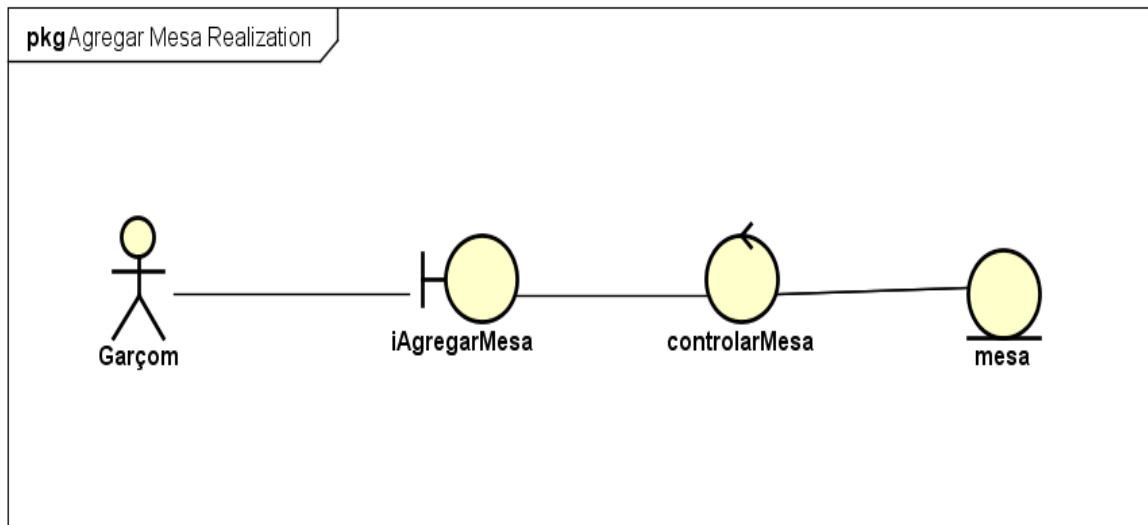 pkg Agregar Mesa Realization
Garçom
iAgregarMesa
controlarMesa
mesa